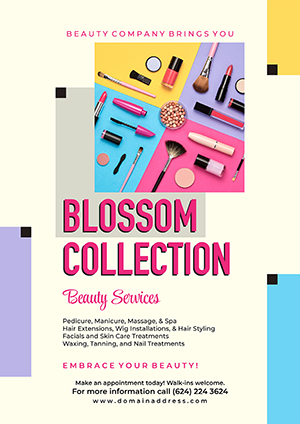 BEAUTY COMPANY BRINGS YOU
BLOSSOM
COLLECTION
Beauty Services
Pedicure, Manicure, Massage, & Spa
Hair Extensions, Wig Installations, & Hair Styling
Facials and Skin Care Treatments
Waxing, Tanning, and Nail Treatments
EMBRACE YOUR BEAUTY!
Make an appointment today! Walk-ins welcome.
For more information call (624) 224 3624
www.domainaddress.com